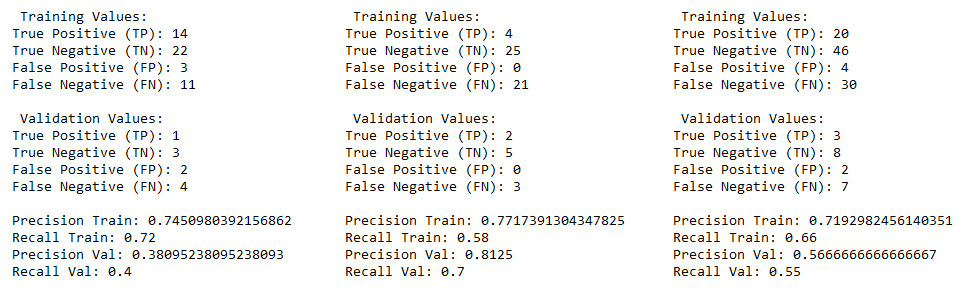 Training Values:
True Positive (TP): 14
True Negative (TN): 22
False Positive (FP): 3
False Negative (FN): 11
Validation Values:
True Positive (TP): 1
True Negative (TN): 3
False Positive (FP): 2
False Negative (FN): 4
Precision Train: 0.7450980392156862
Recall Train: 0.72
Precision Val: 0.38095238095238093
Recall Val: 0.4
Training Values:
True Positive (TP): 4
True Negative (TN): 25
False Positive (FP): 0
False Negative (FN): 21
Validation Values:
True Positive (TP): 2
True Negative (TN): 5
False Positive (FP): 0
False Negative (FN): 3
Precision Train: 0.7717391304347825
Recall Train: 0.58
Precision Val: 0.8125
Recall Val: 0.7
Training Values:
True Positive (TP): 20
True Negative (TN): 46
False Positive (FP): 4
False Negative (FN): 30
Validation Values:
True Positive (TP): 3
True Negative (TN): 8
False Positive (FP): 2
False Negative (FN): 7
Precision Train: 0.7192982456140351
Recall Train: 0.66
Precision Val: 0.5666666666666667
Recall Val: 0.55